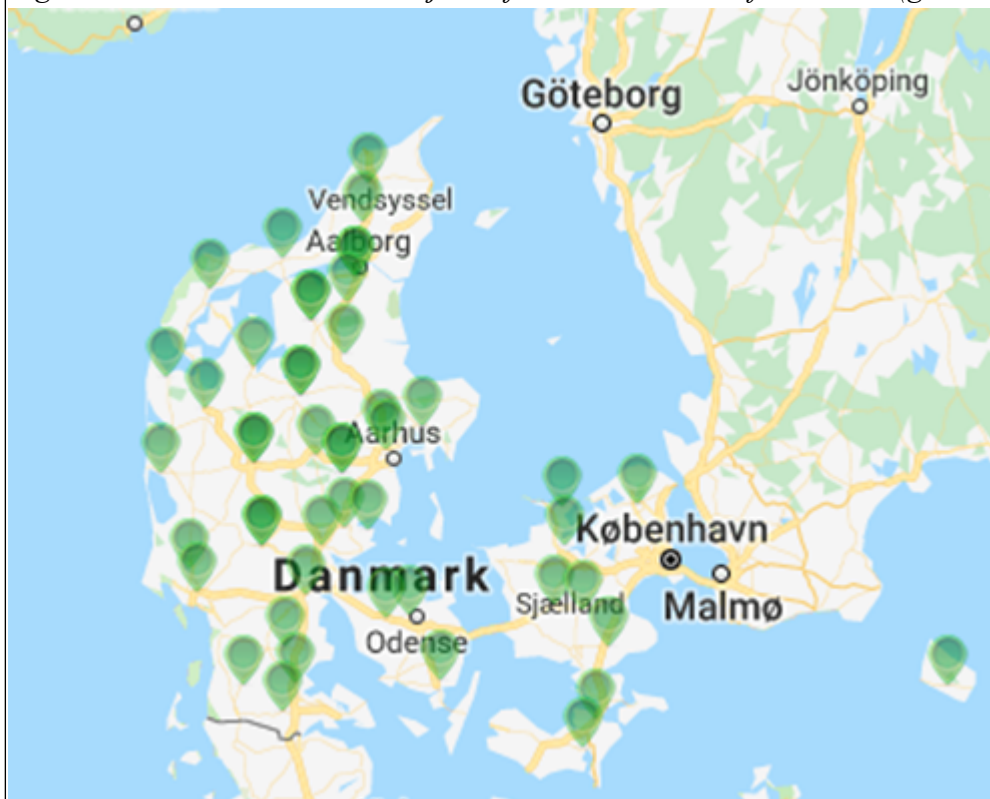 Göteborg
Jönköping
Vendsyssel
Aalborg
Aarhus
København
Danmark
Sjælland
Malmø
Odense